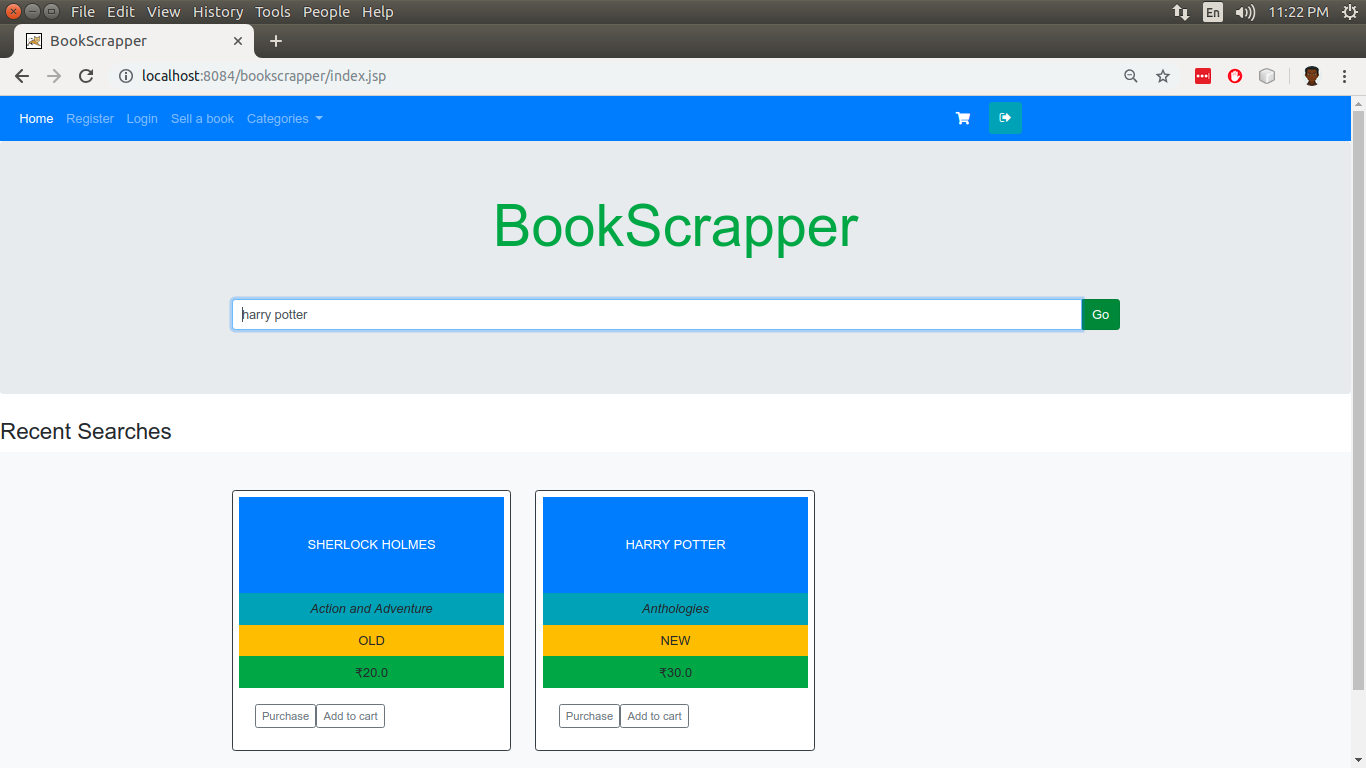 File Edit View History Tools People Help
En 11:22 PM
BookScrapper
localhost:8084/bookscrapper/index.jsp
Home Register Login Sell a book Categories
BookScrapper
harry potter Go
Recent Searches
SHERLOCK HOLMES
Action and Adventure
OLD
₹20.0
Purchase Add to cart
HARRY POTTER
Anthologies
NEW
₹30.0
Purchase Add to cart